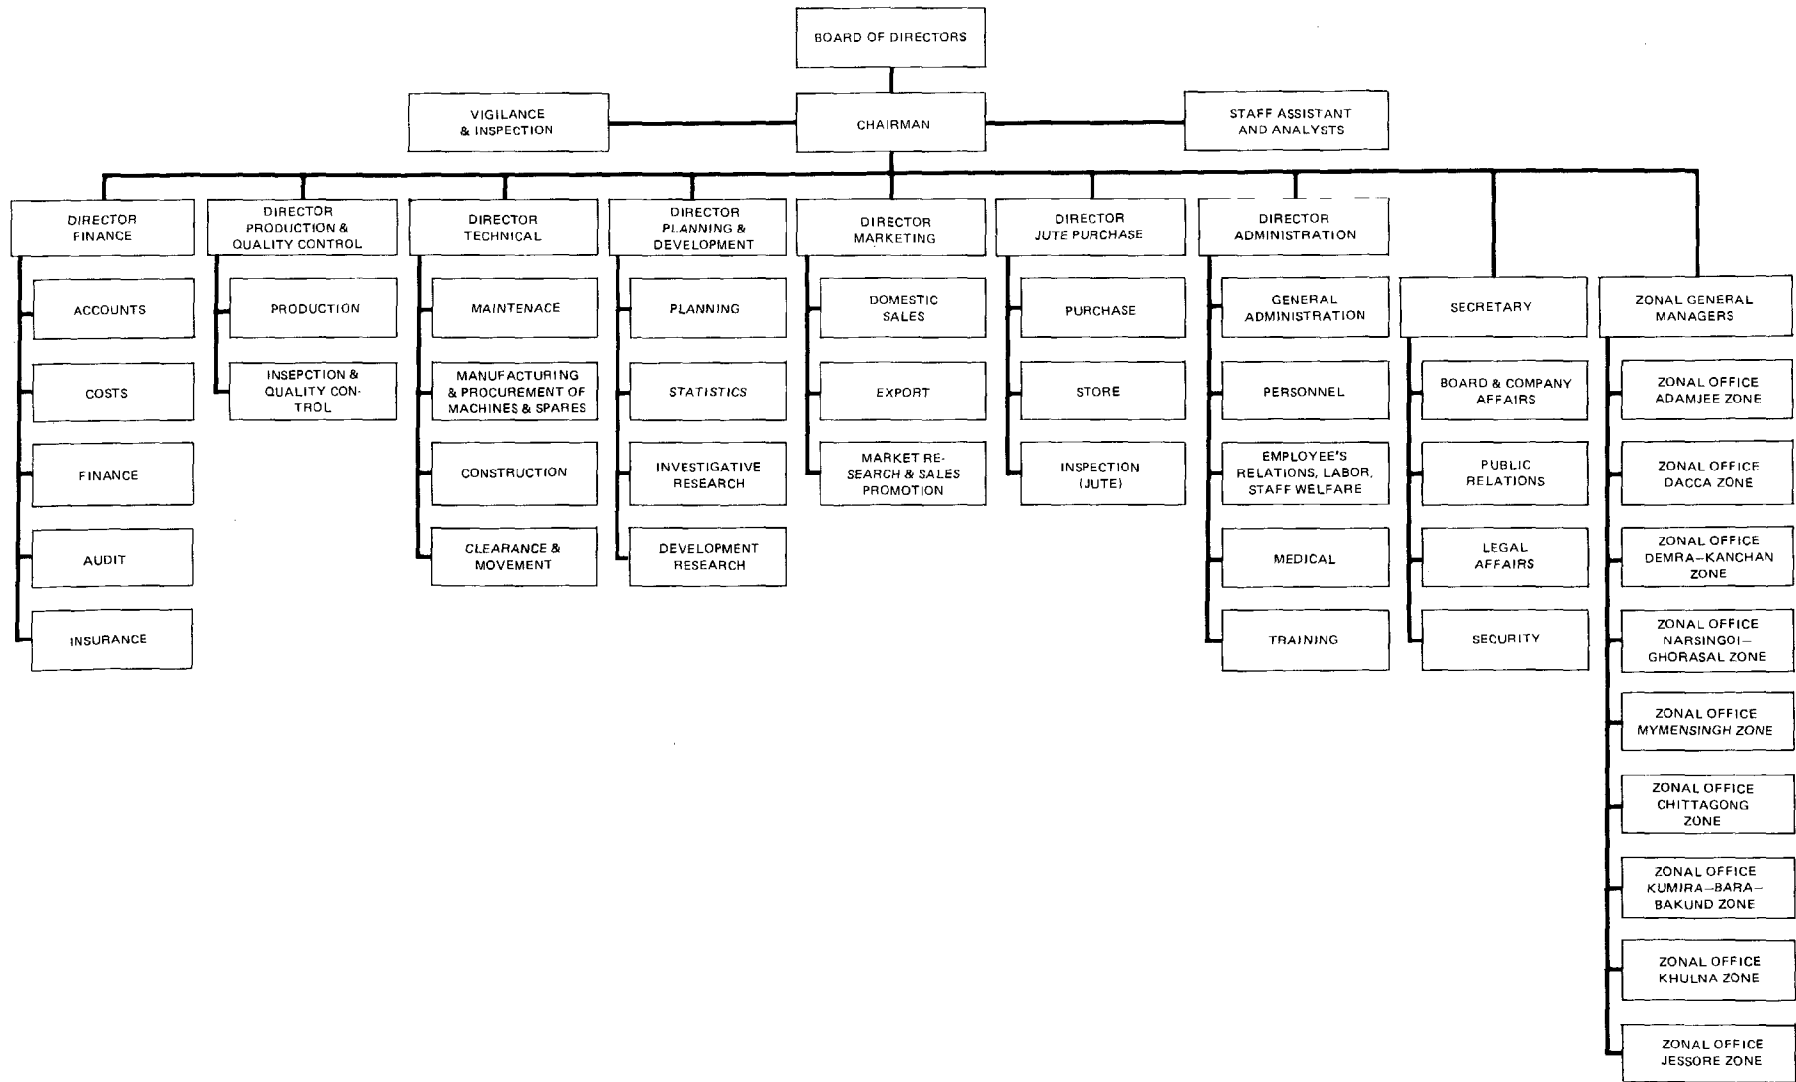 BOARD OF DIRECTORS
VIGILANCE
& INSPECTION
CHAIRMAN
STAFF ASSISTANT
AND ANALYSTS
DIRECTOR
FINANCE
DIRECTOR
PRODUCTION &
QUALITY CONTROL
DIRECTOR
TECHNICAL
DIRECTOR
PLANNING &
DEVELOPMENT
DIRECTOR
MARKETING
DIRECTOR
JUTE PURCHASE
DIRECTOR
ADMINISTRATION
ACCOUNTS
COSTS
FINANCE
AUDIT
INSURANCE
PRODUCTION
INSEPCTION &
QUALITY CON-
TROL
MAINTENACE
MANUFACTURING
& PROCUREMENT OF
MACHINES & SPARES
CONSTRUCTION
CLEARANCE &
MOVEMENT
PLANNING
STATISTICS
INVESTIGATIVE
RESEARCH
DEVELOPMENT
RESEARCH
DOMESTIC
SALES
EXPORT
MARKET RE-
SEARCH & SALES
PROMOTION
PURCHASE
STORE
INSPECTION
(JUTE)
GENERAL
ADMINISTRATION
PERSONNEL
EMPLOYEE'S
RELATIONS, LABOR,
STAFF WELFARE
MEDICAL
TRAINING
SECRETARY
BOARD & COMPANY
AFFAIRS
PUBLIC
RELATIONS
LEGAL
AFFAIRS
SECURITY
ZONAL GENERAL
MANAGERS
ZONAL OFFICE
ADAMJEE ZONE
ZONAL OFFICE
DACCA ZONE
ZONAL OFFICE
DEMRA–KANCHAN
ZONE
ZONAL OFFICE
NARSINGOI–
GHORASAL ZONE
ZONAL OFFICE
MYMENSINGH ZONE
ZONAL OFFICE
CHITTAGONG
ZONE
ZONAL OFFICE
KUMIRA–BARA–
BAKUND ZONE
ZONAL OFFICE
KHULNA ZONE
ZONAL OFFICE
JESSORE ZONE